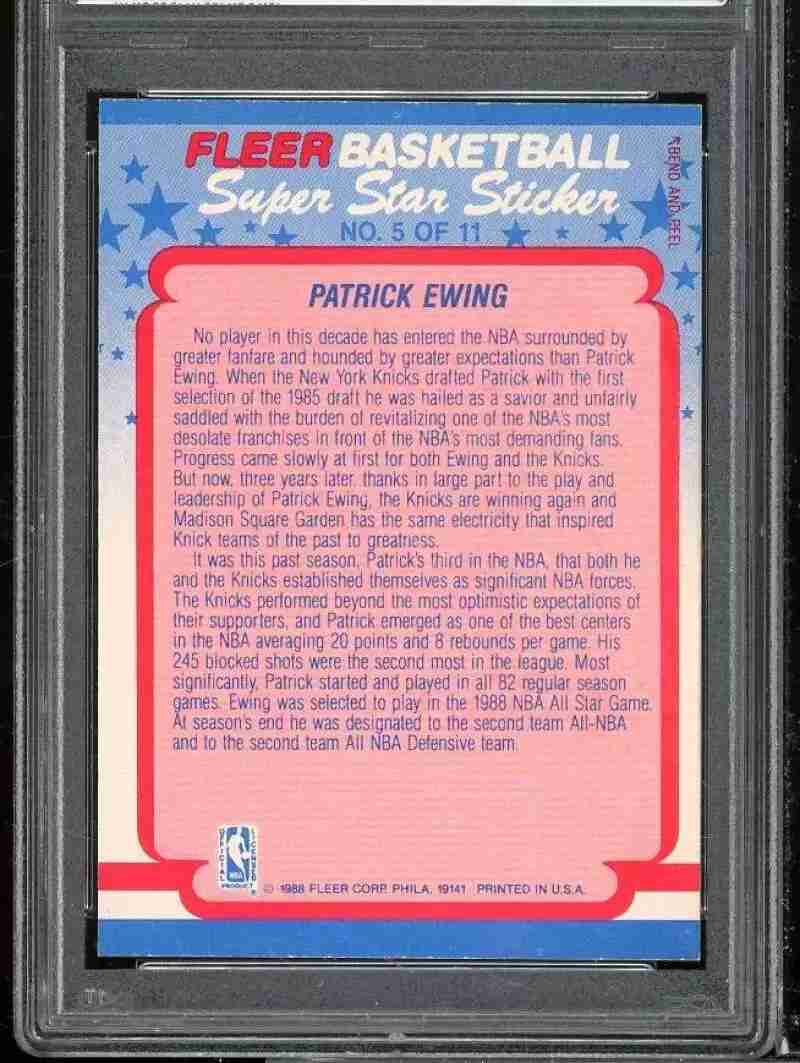 FLEER BASKETBALL
Super Star Sticker
NO. 5 OF 11
BEND AND PEEL
PATRICK EWING
No player in this decade has entered the NBA surrounded by
greater fanfare and hounded by greater expectations than Patrick
Ewing. When the New York Knicks drafted Patrick with the first
selection of the 1985 draft he was hailed as a savior and unfairly
saddled with the burden of revitalizing one of the NBA's most
desolate franchises in front of the NBA's most demanding fans.
Progress came slowly at first for both Ewing and the Knicks.
But now, three years later, thanks in large part to the play and
leadership of Patrick Ewing, the Knicks are winning again and
Madison Square Garden has the same electricity that inspired
Knick teams of the past to greatness.
It was this past season, Patrick's third in the NBA, that both he
and the Knicks established themselves as significant NBA forces.
The Knicks performed beyond the most optimistic expectations of
their supporters, and Patrick emerged as one of the best centers
in the NBA averaging 20 points and 8 rebounds per game. His
245 blocked shots were the second most in the league. Most
significantly, Patrick started and played in all 82 regular season
games. Ewing was selected to play in the 1988 NBA All Star Game.
At season's end he was designated to the second team All-NBA
and to the second team All NBA Defensive team.
OFFICIAL LICENSED
NBA
PRODUCT ®
© 1988 FLEER CORP. PHILA. 19141 PRINTED IN U.S.A.